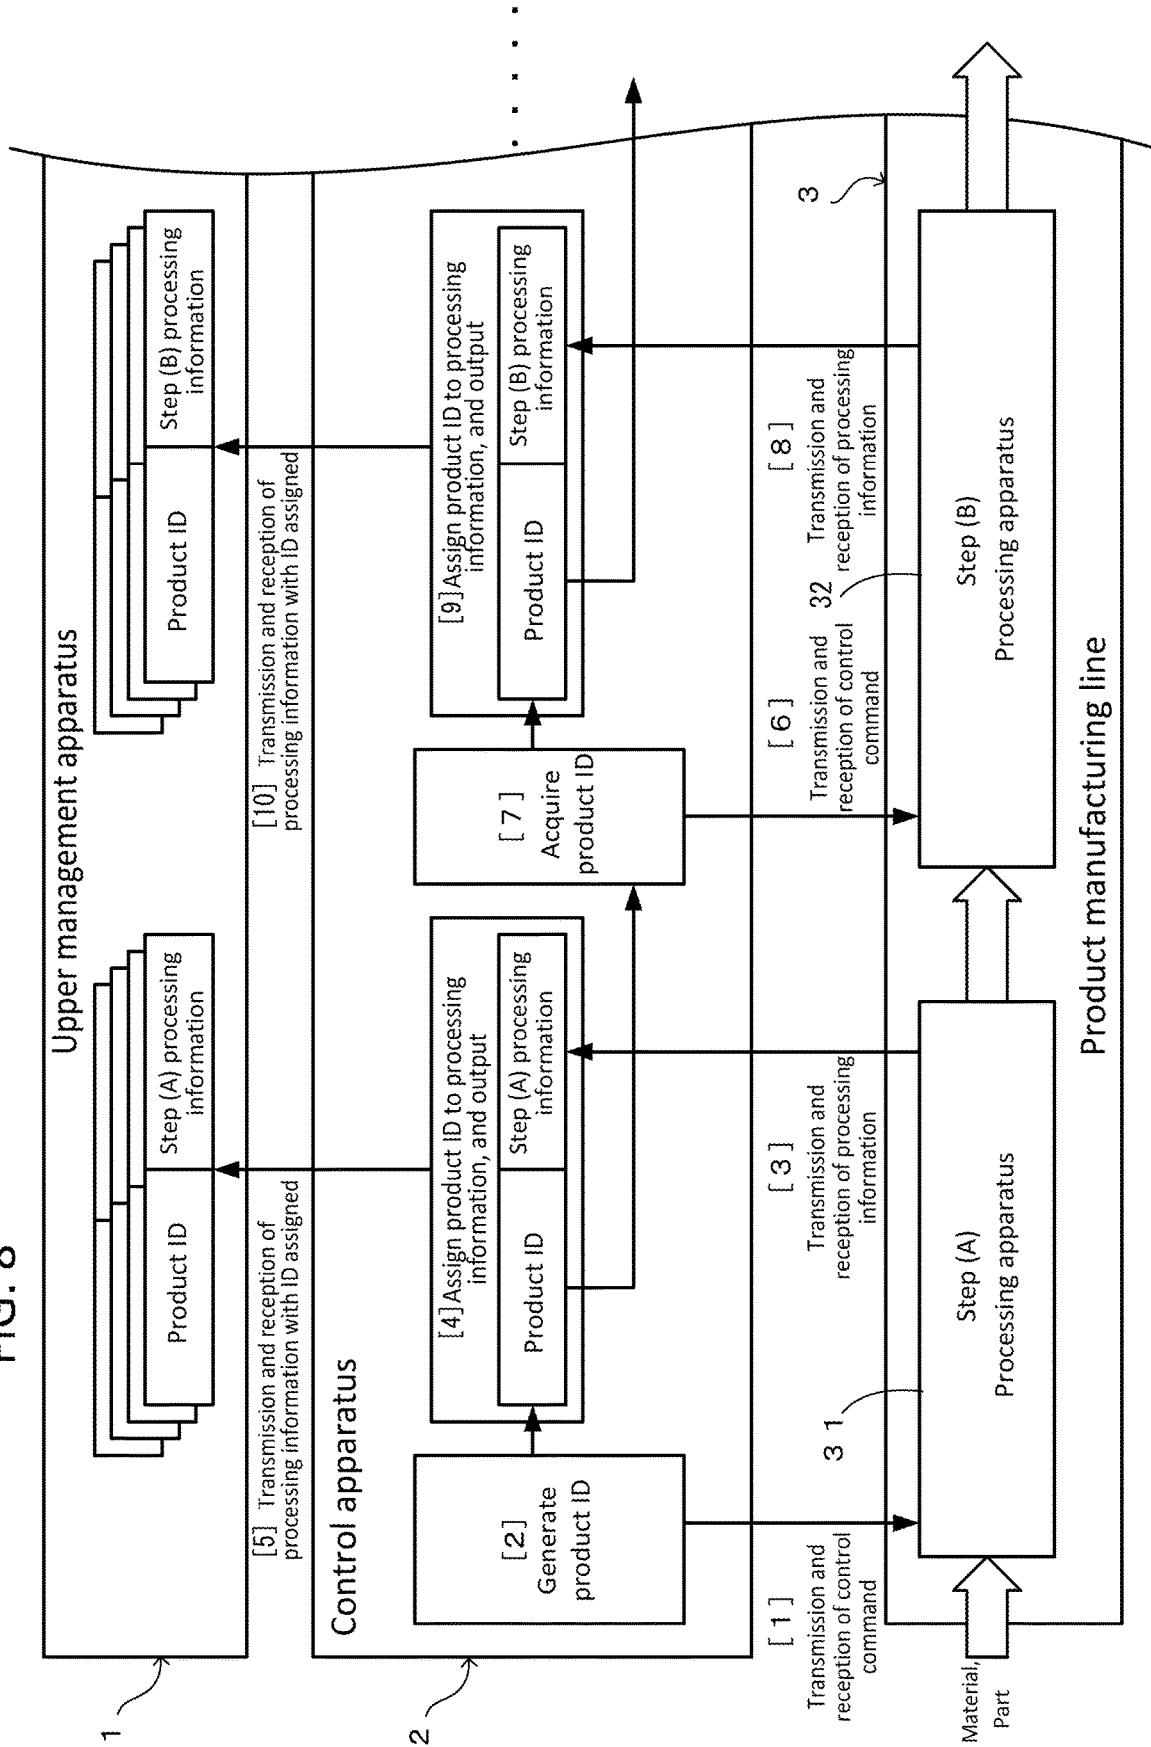 FIG. 8
Upper management apparatus
Product ID
Step (A) processing
information
Product ID
Step (B) processing
information
1
[5] Transmission and reception of
processing information with ID assigned
[10] Transmission and reception of
processing information with ID assigned
Control apparatus
2
[2]
Generate
product ID
[4]Assign product ID to processing
information, and output
Product ID
Step (A) processing
information
[7]
Acquire
product ID
[9]Assign product ID to processing
information, and output
Product ID
Step (B) processing
information
[1]
Transmission and
reception of control
command
[3]
Transmission and
reception of processing
information
[6]
Transmission and
reception of control
command
[8]
Transmission and
reception of processing
information
31
32
3
Material,
Part
Step (A)
Processing apparatus
Step (B)
Processing apparatus
Product manufacturing line